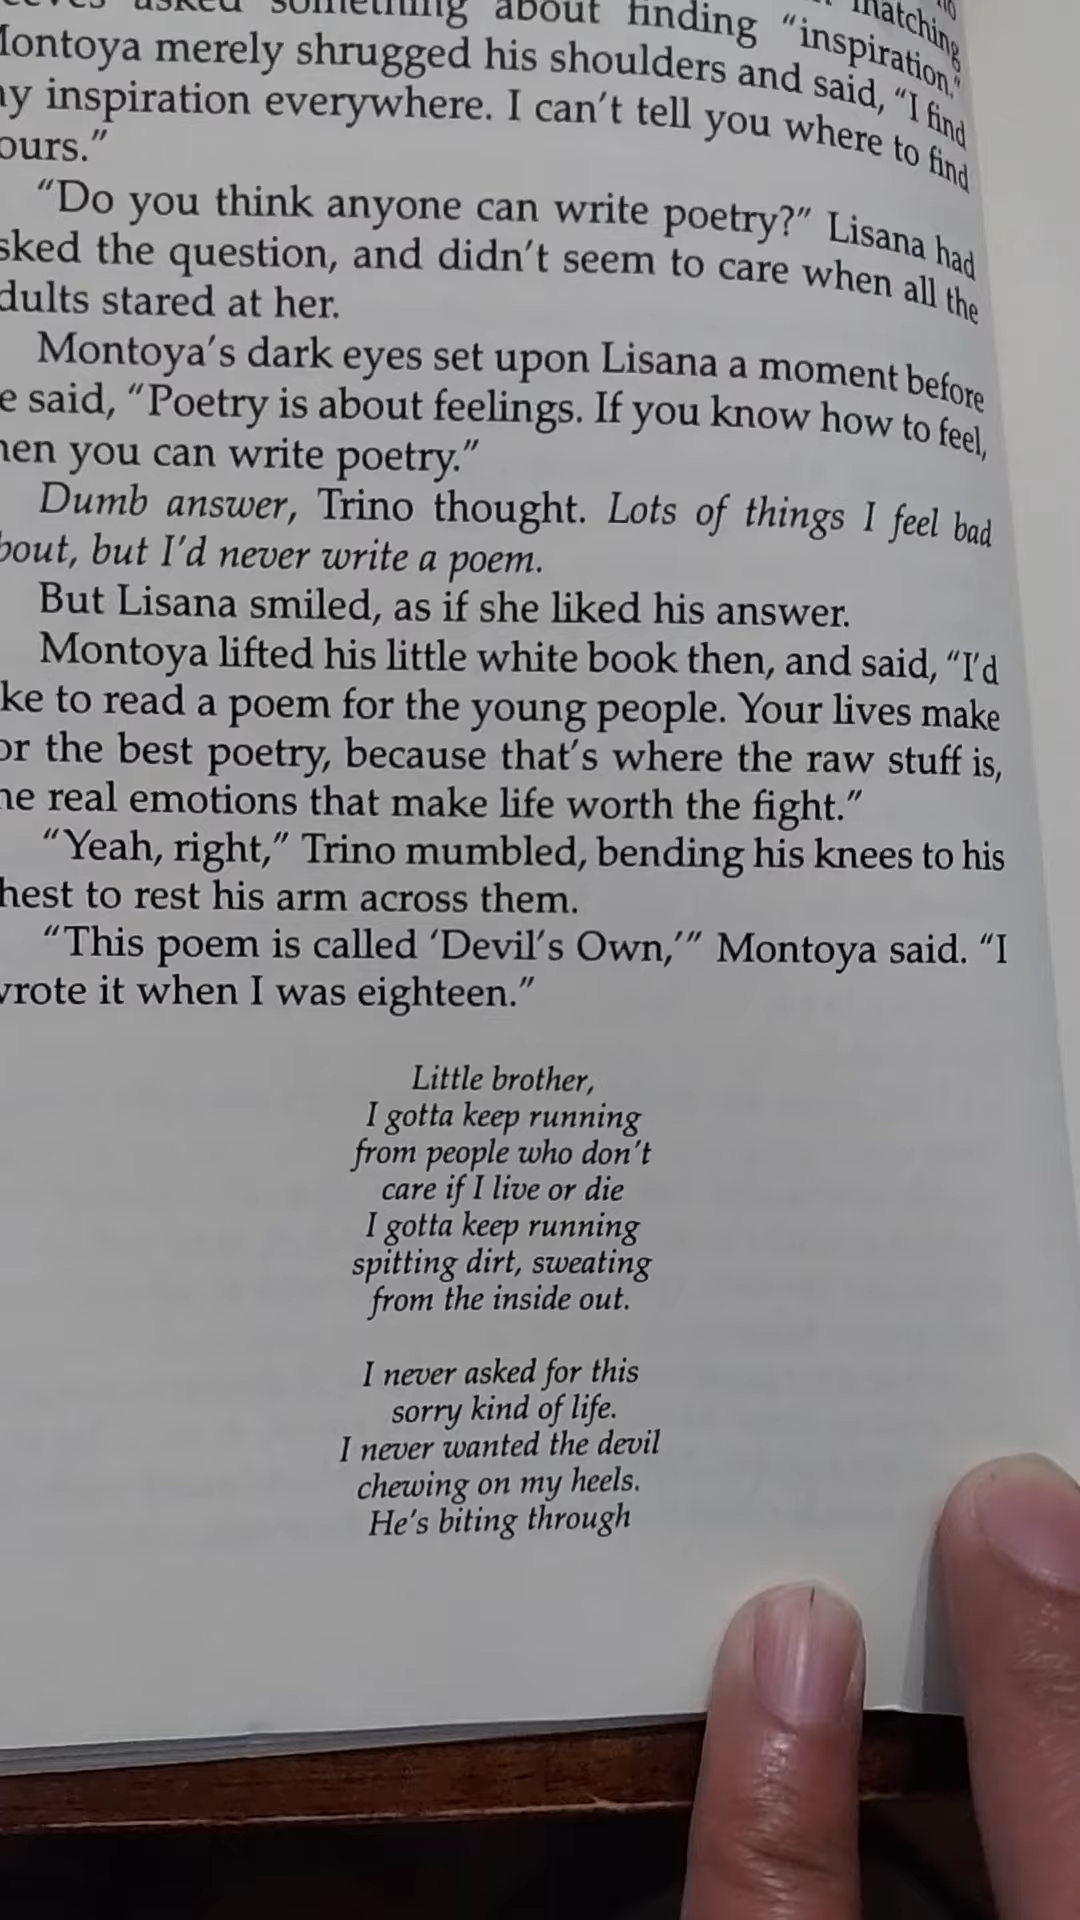 asked something about finding "inspiration,"
Montoya merely shrugged his shoulders and said, "I find
my inspiration everywhere. I can't tell you where to find
ours."
"Do you think anyone can write poetry?" Lisana had
sked the question, and didn't seem to care when all the
dults stared at her.
Montoya's dark eyes set upon Lisana a moment before
e said, "Poetry is about feelings. If you know how to feel,
hen you can write poetry."
Dumb answer, Trino thought. Lots of things I feel bad
bout, but I'd never write a poem.
But Lisana smiled, as if she liked his answer.
Montoya lifted his little white book then, and said, "I'd
ke to read a poem for the young people. Your lives make
or the best poetry, because that's where the raw stuff is,
he real emotions that make life worth the fight."
"Yeah, right," Trino mumbled, bending his knees to his
hest to rest his arm across them.
"This poem is called 'Devil's Own,'" Montoya said. "I
wrote it when I was eighteen."
Little brother,
I gotta keep running
from people who don't
care if I live or die
I gotta keep running
spitting dirt, sweating
from the inside out.
I never asked for this
sorry kind of life.
I never wanted the devil
chewing on my heels.
He's biting through